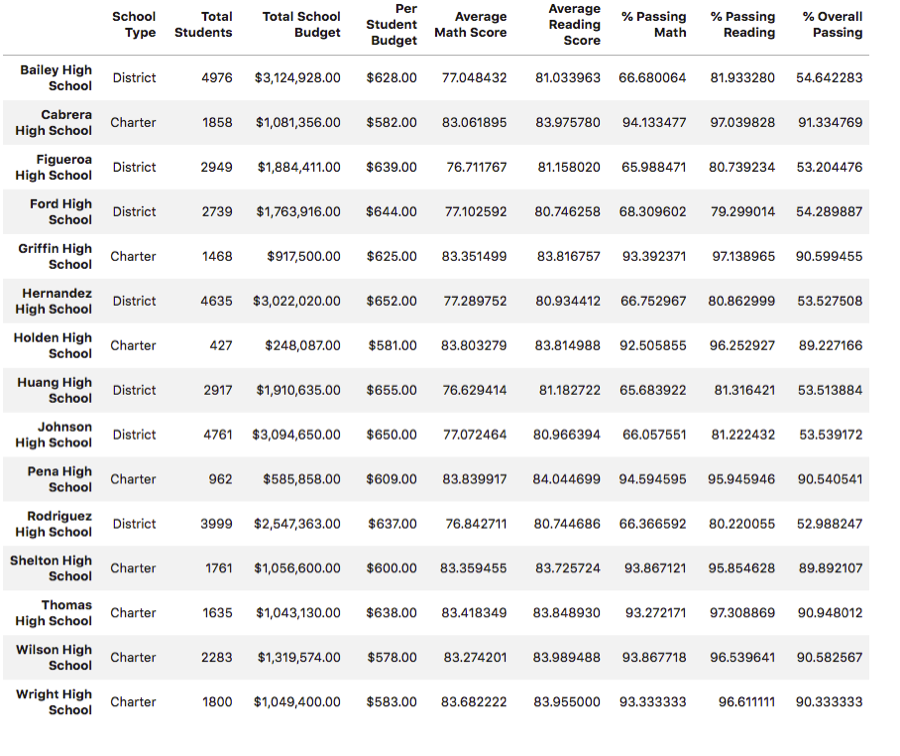 School Type Total Students Total School Budget Per Student Budget Average Math Score Average Reading Score % Passing Math % Passing Reading % Overall Passing
Bailey High School District 4976 $3,124,928.00 $628.00 77.048432 81.033963 66.680064 81.933280 54.642283
Cabrera High School Charter 1858 $1,081,356.00 $582.00 83.061895 83.975780 94.133477 97.039828 91.334769
Figueroa High School District 2949 $1,884,411.00 $639.00 76.711767 81.158020 65.988471 80.739234 53.204476
Ford High School District 2739 $1,763,916.00 $644.00 77.102592 80.746258 68.309602 79.299014 54.289887
Griffin High School Charter 1468 $917,500.00 $625.00 83.351499 83.816757 93.392371 97.138965 90.599455
Hernandez High School District 4635 $3,022,020.00 $652.00 77.289752 80.934412 66.752967 80.862999 53.527508
Holden High School Charter 427 $248,087.00 $581.00 83.803279 83.814988 92.505855 96.252927 89.227166
Huang High School District 2917 $1,910,635.00 $655.00 76.629414 81.182722 65.683922 81.316421 53.513884
Johnson High School District 4761 $3,094,650.00 $650.00 77.072464 80.966394 66.057551 81.222432 53.539172
Pena High School Charter 962 $585,858.00 $609.00 83.839917 84.044699 94.594595 95.945946 90.540541
Rodriguez High School District 3999 $2,547,363.00 $637.00 76.842711 80.744686 66.366592 80.220055 52.988247
Shelton High School Charter 1761 $1,056,600.00 $600.00 83.359455 83.725724 93.867121 95.854628 89.892107
Thomas High School Charter 1635 $1,043,130.00 $638.00 83.418349 83.848930 93.272171 97.308869 90.948012
Wilson High School Charter 2283 $1,319,574.00 $578.00 83.274201 83.989488 93.867718 96.539641 90.582567
Wright High School Charter 1800 $1,049,400.00 $583.00 83.682222 83.955000 93.333333 96.611111 90.333333